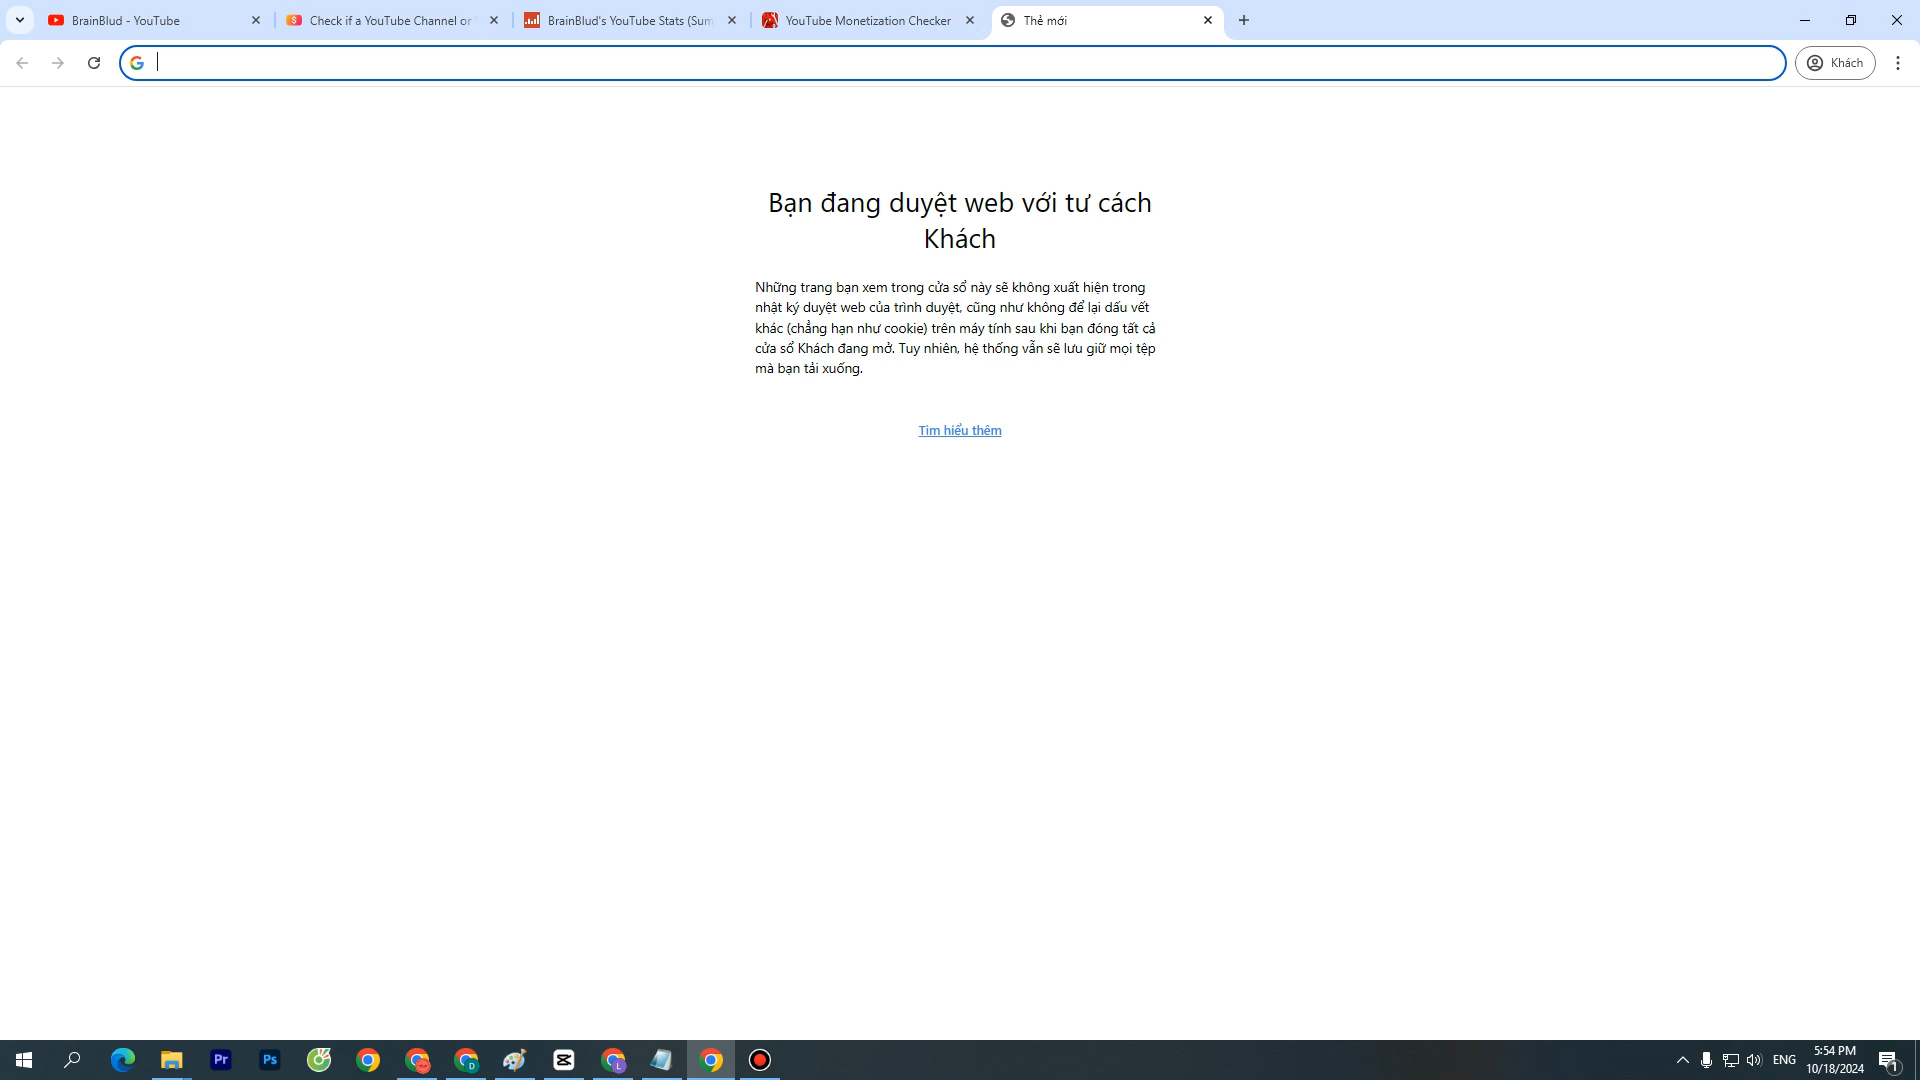 BrainBlud - YouTube
Check if a YouTube Channel or
BrainBlud's YouTube Stats (Sum
YouTube Monetization Checker
Thẻ mới
Khách
Bạn đang duyệt web với tư cách
Khách
Những trang bạn xem trong cửa sổ này sẽ không xuất hiện trong
nhật ký duyệt web của trình duyệt, cũng như không để lại dấu vết
khác (chẳng hạn như cookie) trên máy tính sau khi bạn đóng tất cả
cửa sổ Khách đang mở. Tuy nhiên, hệ thống vẫn sẽ lưu giữ mọi tệp
mà bạn tải xuống.
Tìm hiểu thêm
Pr
Ps
D
L
ENG
5:54 PM
10/18/2024
1